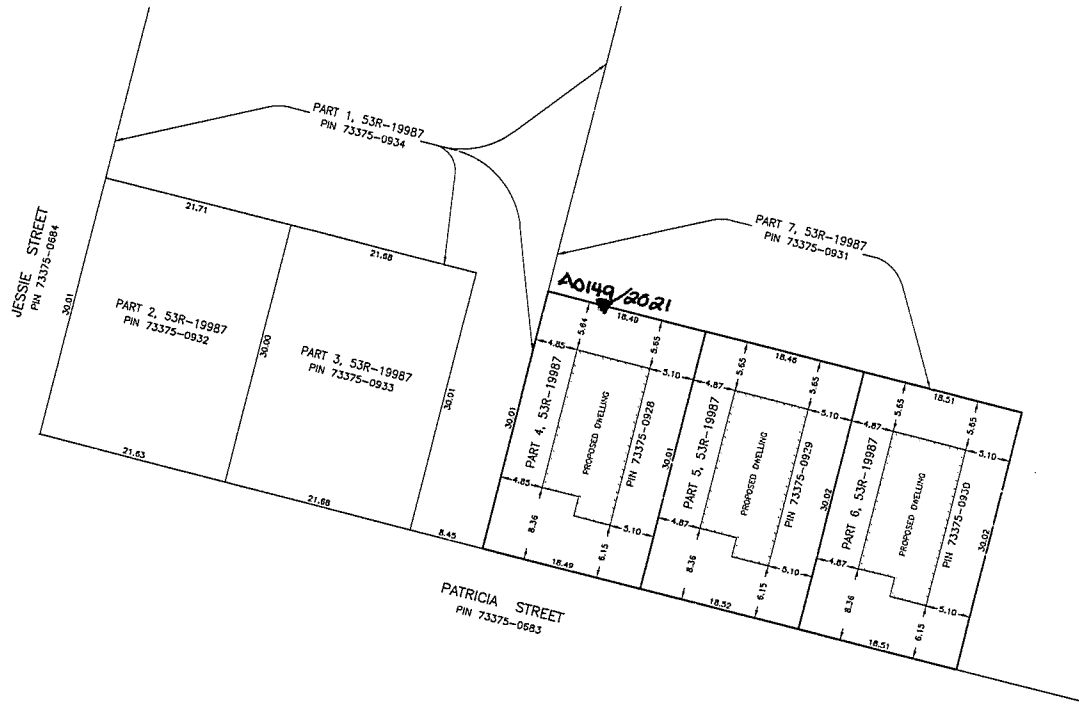 PART 1, 53R-19987
PIN 73375-0934
21.71
21.68
JESSIE STREET
PIN 73375-0684
30.01
PART 2, 53R-19987
PIN 73375-0932
30.00
PART 3, 53R-19987
PIN 73375-0933
30.01
21.63
21.68
8.45
PART 7, 53R-19987
PIN 73375-0931
A0149/2021
18.49
5.64
5.65
4.85
5.10
30.01
PART 4, 53R-19987
PROPOSED DWELLING
PIN 73375-0928
4.85
5.10
8.36
6.15
18.49
30.01
18.46
5.65
5.65
4.87
5.10
PART 5, 53R-19987
PROPOSED DWELLING
PIN 73375-0929
4.87
5.10
8.36
6.15
18.52
30.02
18.51
5.65
5.65
4.87
5.10
PART 6, 53R-19987
PROPOSED DWELLING
PIN 73375-0930
4.87
5.10
8.36
6.15
18.51
30.02
PATRICIA STREET
PIN 73375-0683